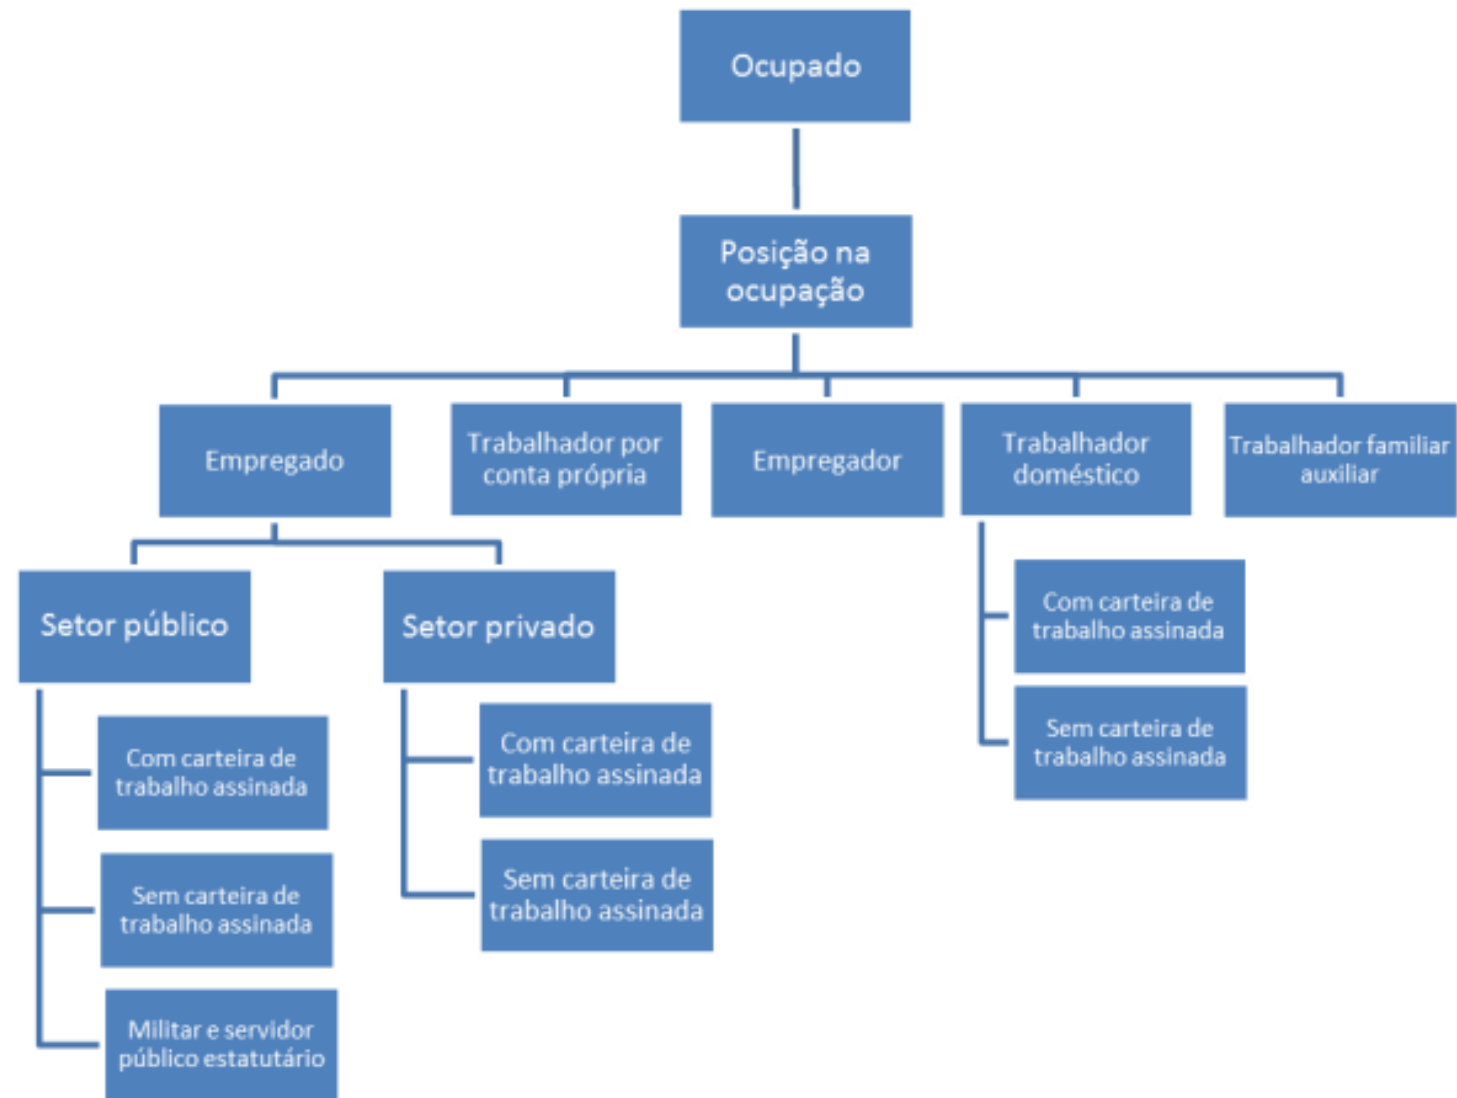 Ocupado
Posição na
ocupação
Empregado
Trabalhador por
conta própria
Empregador
Trabalhador
doméstico
Trabalhador familiar
auxiliar
Setor público
Setor privado
Com carteira de
trabalho assinada
Sem carteira de
trabalho assinada
Militar e servidor
público estatutário
Com carteira de
trabalho assinada
Sem carteira de
trabalho assinada
Com carteira de
trabalho assinada
Sem carteira de
trabalho assinada